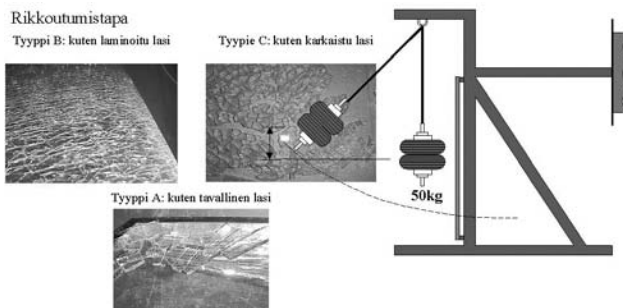 Rikkoutumistapa
Tyyppi B: kuten laminoitu lasi
Tyypie C: kuten karkaistu lasi
50kg
Tyyppi A: kuten tavallinen lasi